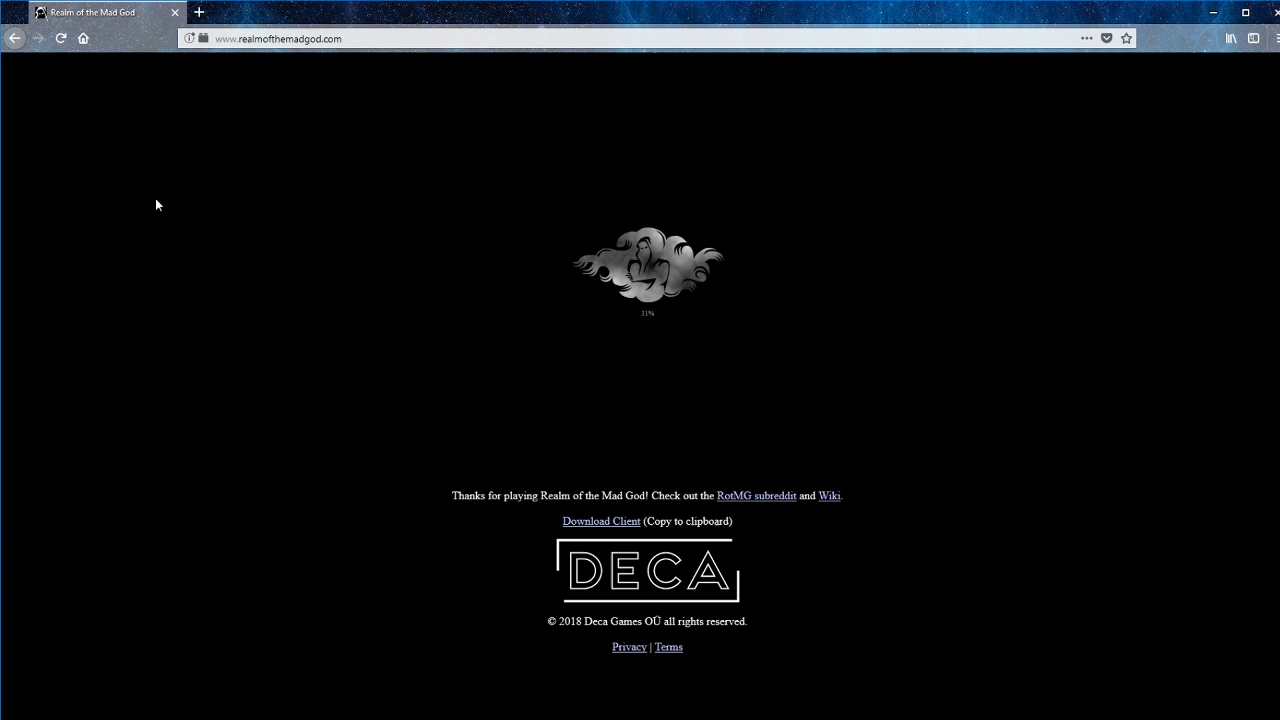 Realm of the Mad God
www.realmofthemadgod.com
31%
Thanks for playing Realm of the Mad God! Check out the RotMG subreddit and Wiki.
Download Client (Copy to clipboard)
DECA
© 2018 Deca Games OÜ all rights reserved.
Privacy | Terms